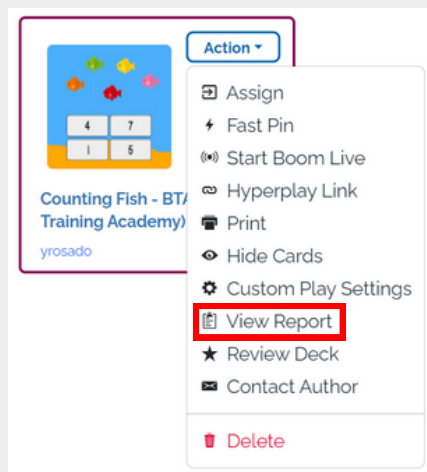 Action
4 7
1 5
Counting Fish - BTA
Training Academy)
yrosado
Assign
Fast Pin
Start Boom Live
Hyperplay Link
Print
Hide Cards
Custom Play Settings
View Report
Review Deck
Contact Author
Delete